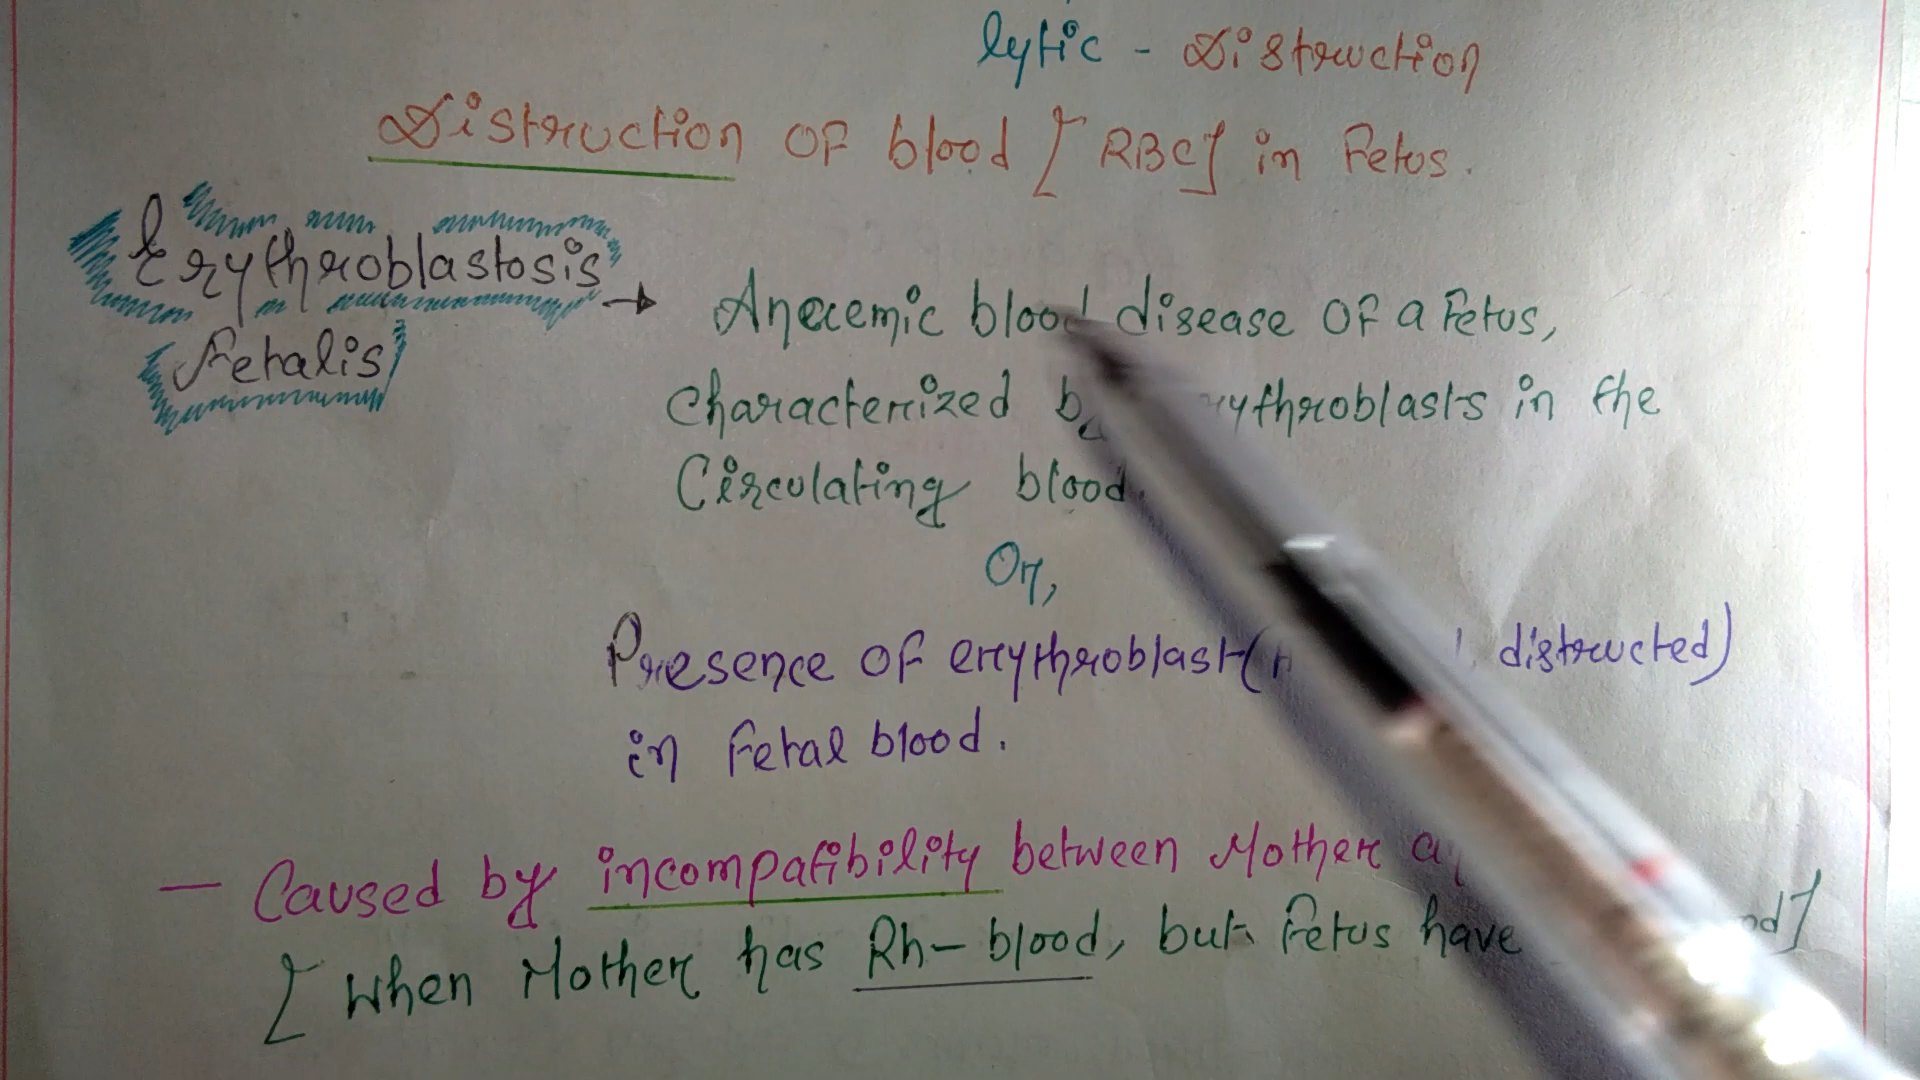 lytic - Distruction
Distruction OF blood [RBC] in Fetus.
Erythroblastosis
Fetalis
→ Anaemic blood disease OF a Fetus,
characterized by erythroblasts in the
Circulating blood.
Or,
Presence OF erythroblast( distructed)
in Fetal blood.
— Caused by incompatibility between Mother
[When Mother has Rh- blood, but Fetus have